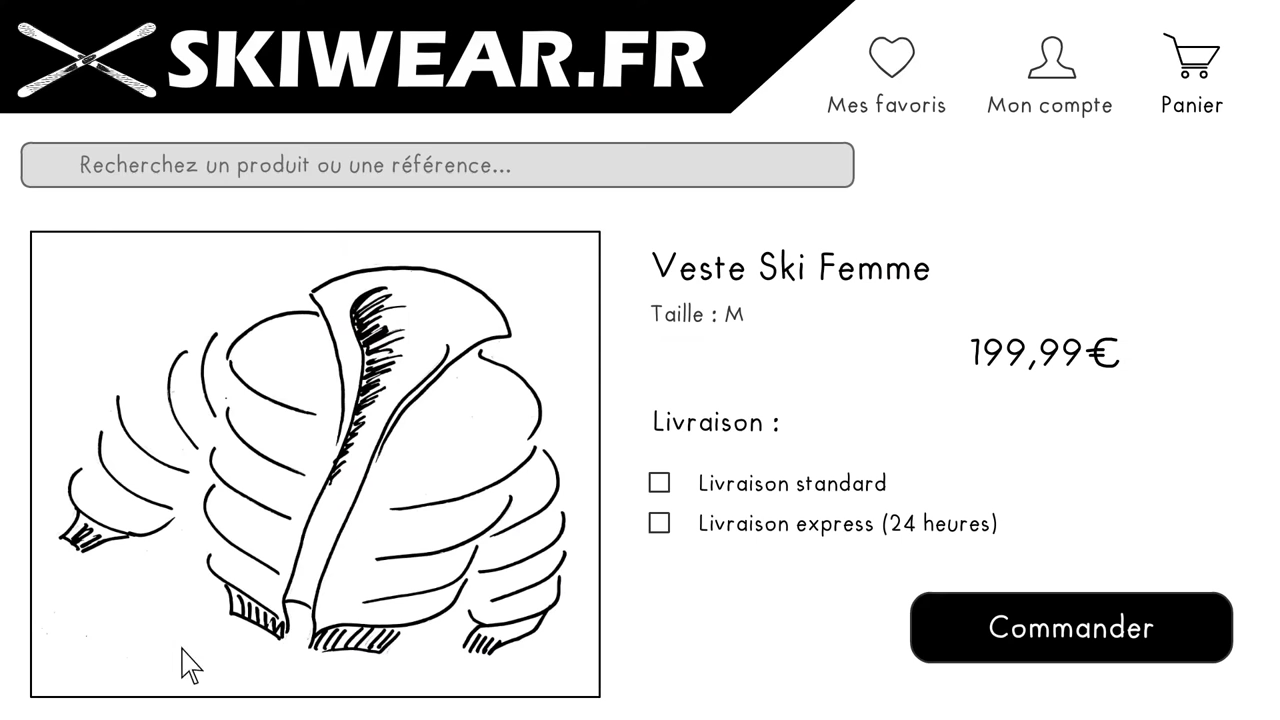 SKIWEAR.FR
Mes favoris
Mon compte
Panier
Recherchez un produit ou une référence...
Veste Ski Femme
Taille : M
199,99€
Livraison :
Livraison standard
Livraison express (24 heures)
Commander